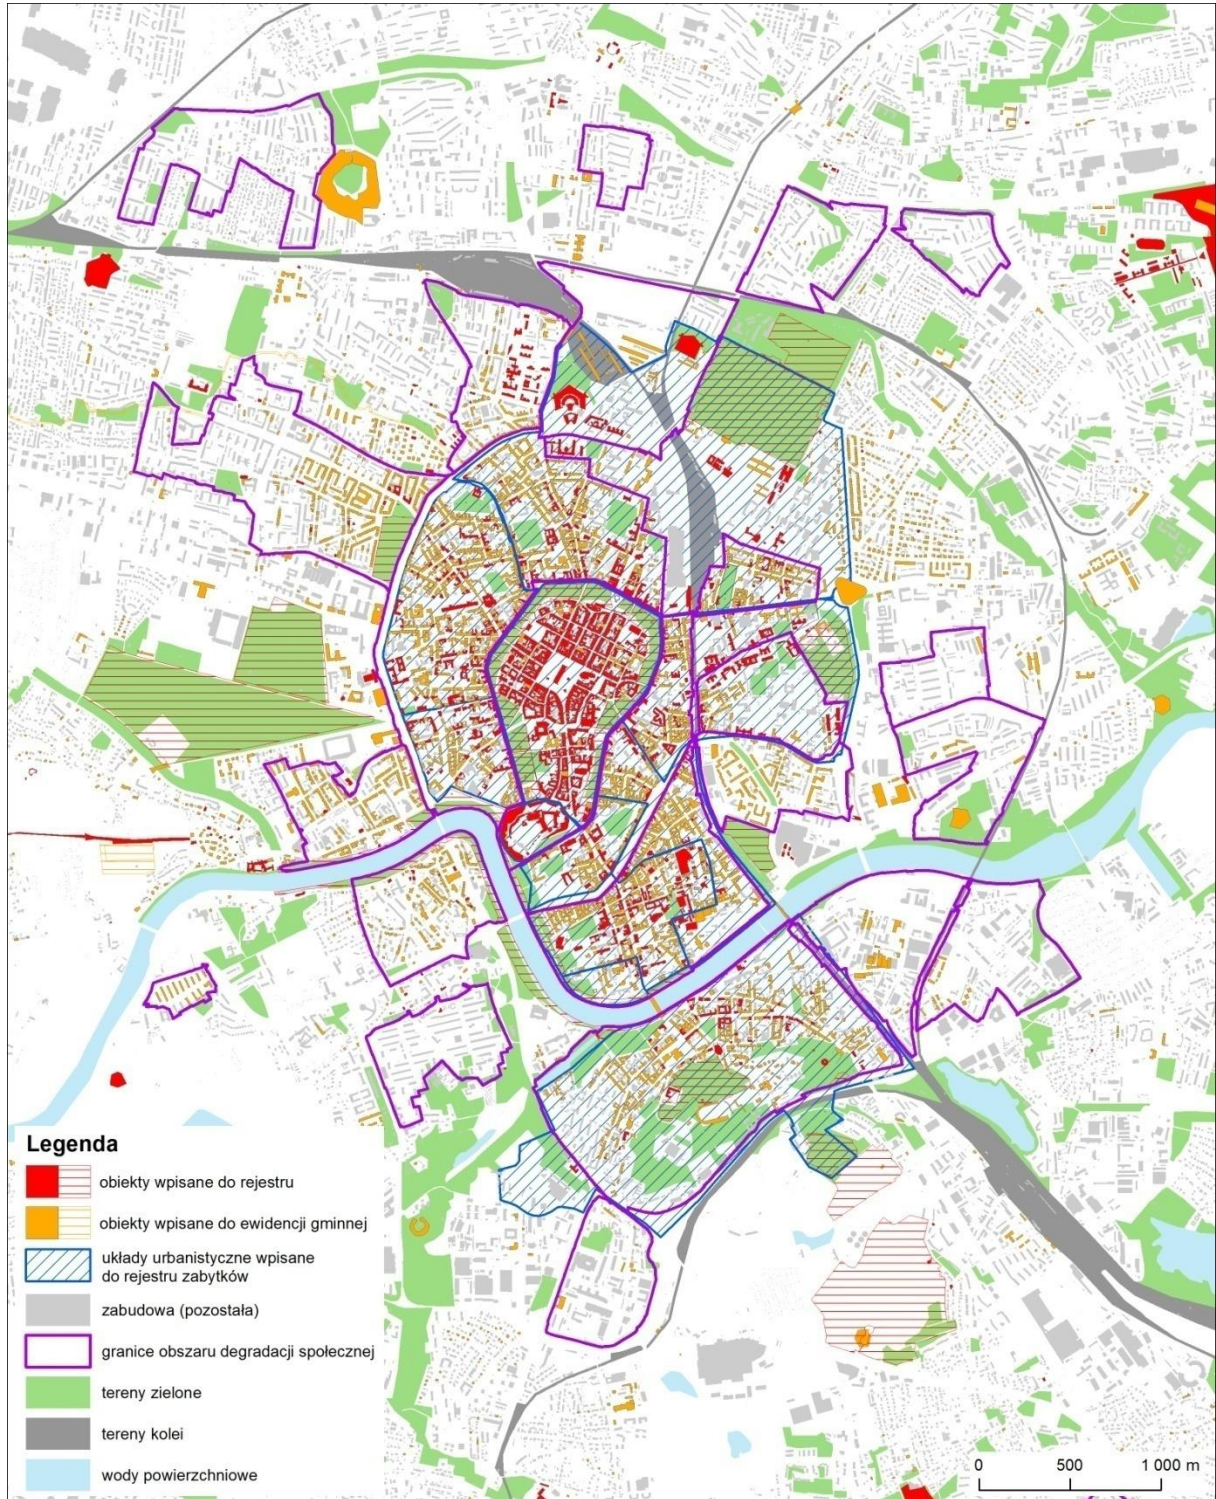 Legenda
obiekty wpisane do rejestru
obiekty wpisane do ewidencji gminnej
układy urbanistyczne wpisane
do rejestru zabytków
zabudowa (pozostała)
granice obszaru degradacji społecznej
tereny zielone
tereny kolei
wody powierzchniowe
0 500 1 000 m